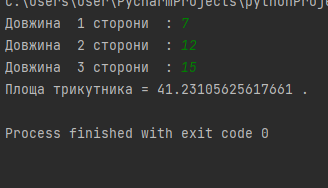 C:\Users\User\PycharmProjects\pythonProj
Довжина  1 сторони  : 7
Довжина  2 сторони  : 12
Довжина  3 сторони  : 15
Площа трикутника = 41.23105625617661 .
Process finished with exit code 0